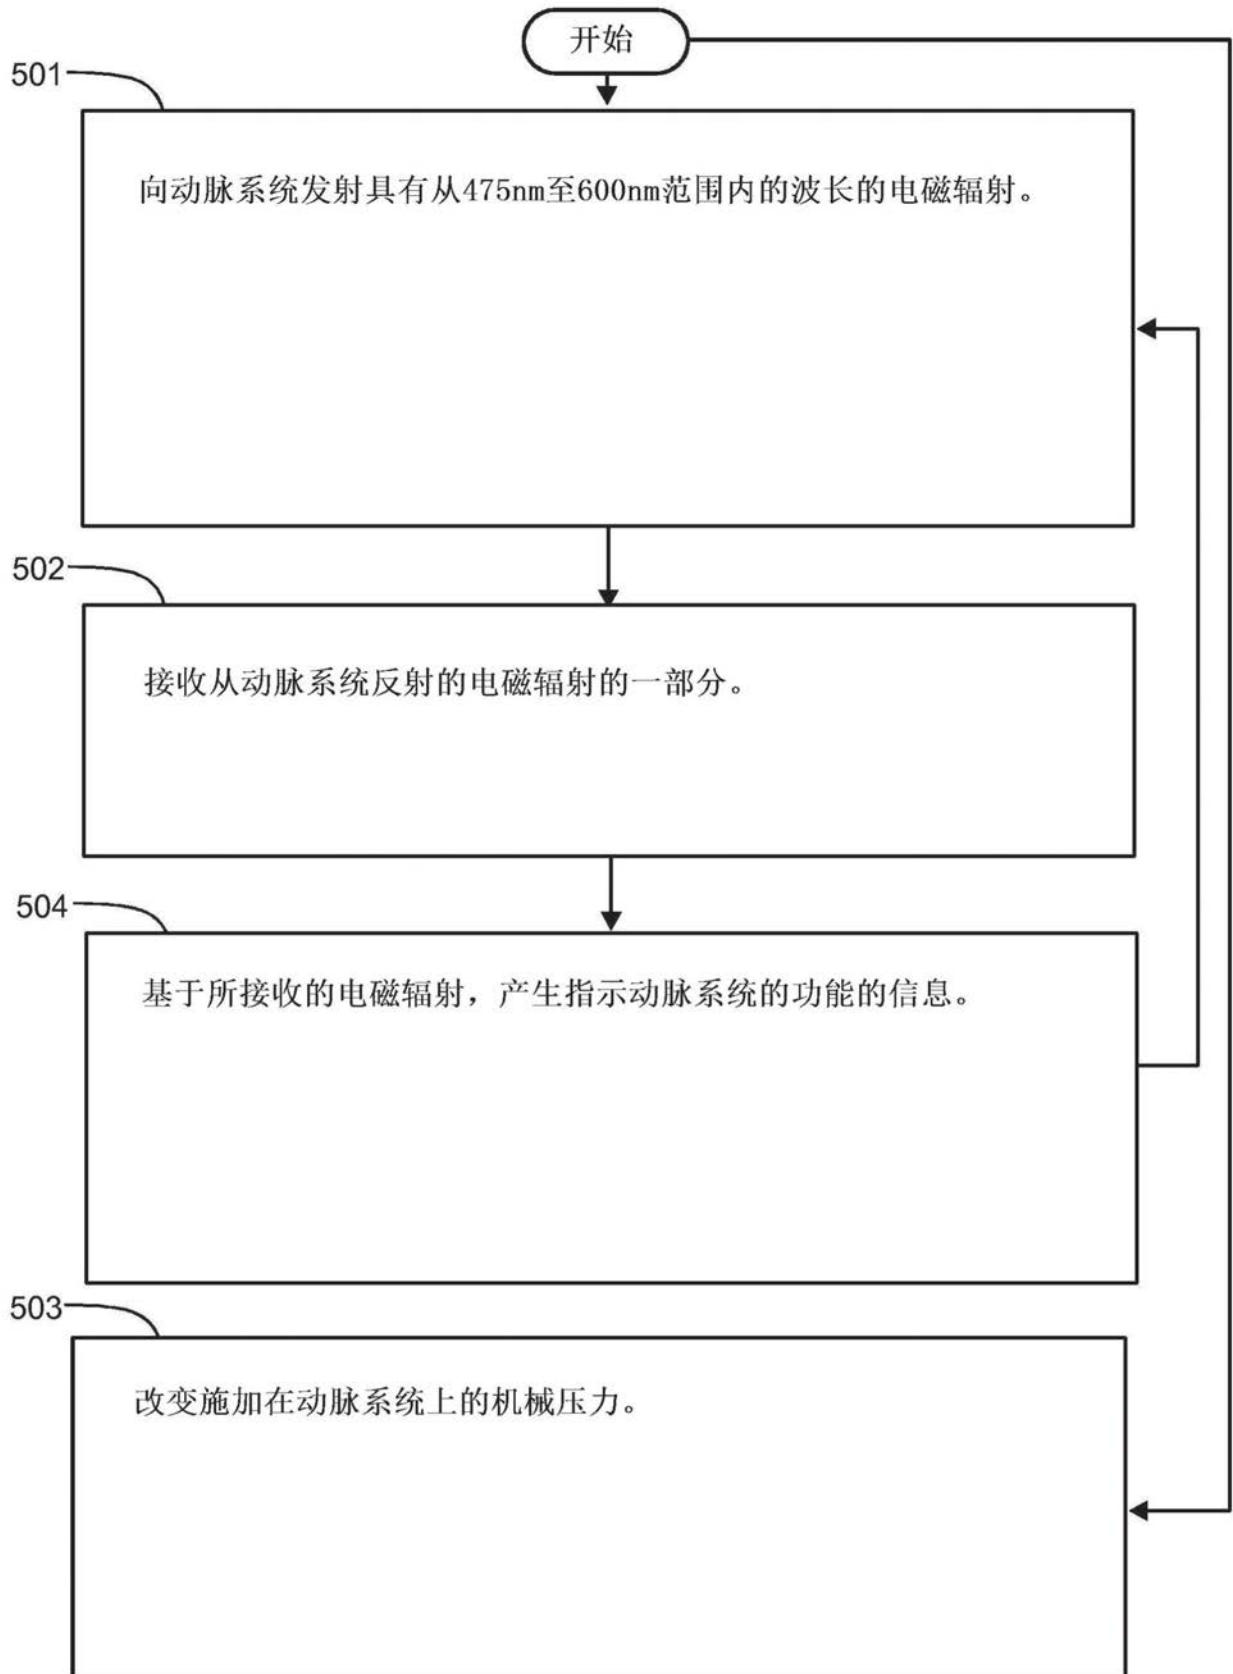 开始
501
向动脉系统发射具有从475nm至600nm范围内的波长的电磁辐射。
502
接收从动脉系统反射的电磁辐射的一部分。
504
基于所接收的电磁辐射，产生指示动脉系统的功能的信息。
503
改变施加在动脉系统上的机械压力。